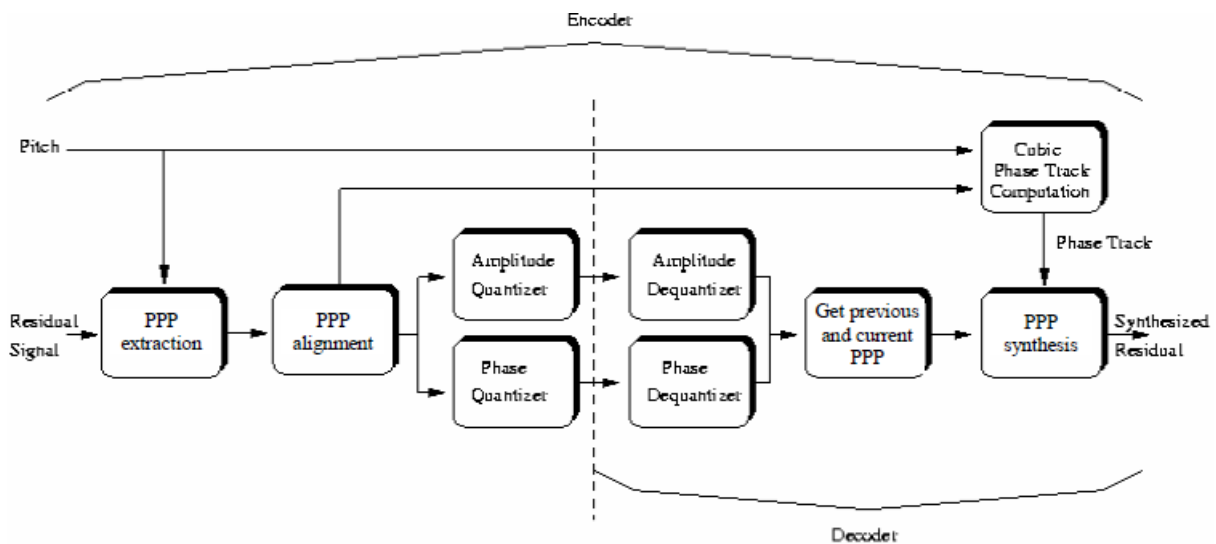 Encoder
Pitch
Cubic
Phase Track
Computation
Phase Track
Amplitude
Quantizer
Amplitude
Dequantizer
Residual
Signal
PPP
extraction
PPP
alignment
Phase
Quantizer
Phase
Dequantizer
Get previous
and current
PPP
PPP
synthesis
Synthesized
Residual
Decoder